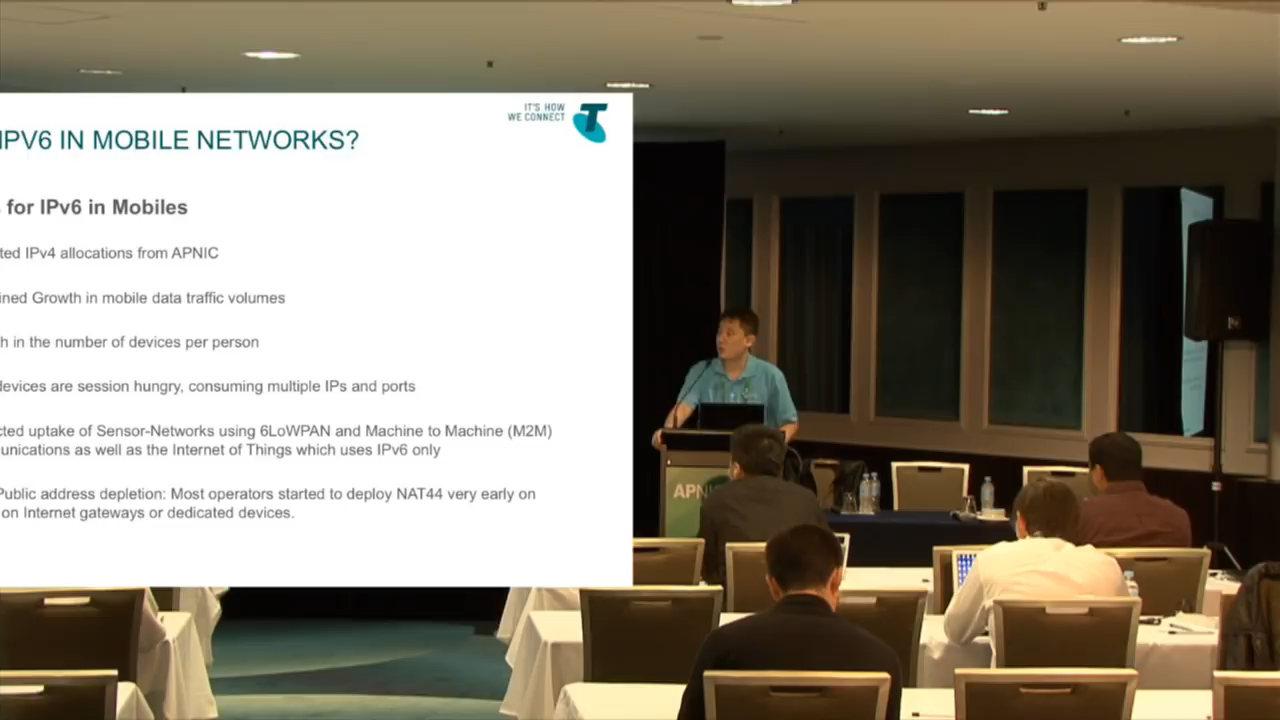 IT'S HOW
WE CONNECT
IPV6 IN MOBILE NETWORKS?
for IPv6 in Mobiles
ted IPv4 allocations from APNIC
ined Growth in mobile data traffic volumes
h in the number of devices per person
devices are session hungry, consuming multiple IPs and ports
cted uptake of Sensor-Networks using 6LoWPAN and Machine to Machine (M2M)
unications as well as the Internet of Things which uses IPv6 only
Public address depletion: Most operators started to deploy NAT44 very early on
on Internet gateways or dedicated devices.
APN